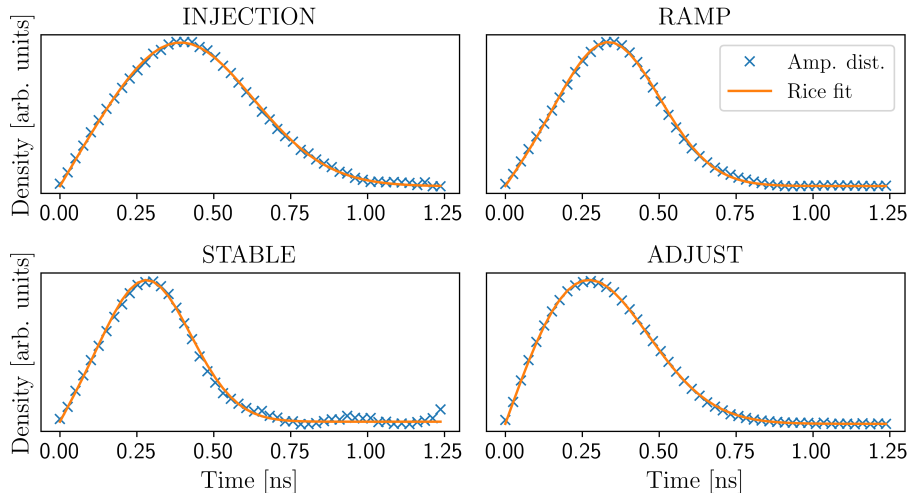 INJECTION
RAMP
Density [arb. units]
0.00 0.25 0.50 0.75 1.00 1.25
Amp. dist.
Rice fit
0.00 0.25 0.50 0.75 1.00 1.25
STABLE
ADJUST
Density [arb. units]
0.00 0.25 0.50 0.75 1.00 1.25
0.00 0.25 0.50 0.75 1.00 1.25
Time [ns]
Time [ns]